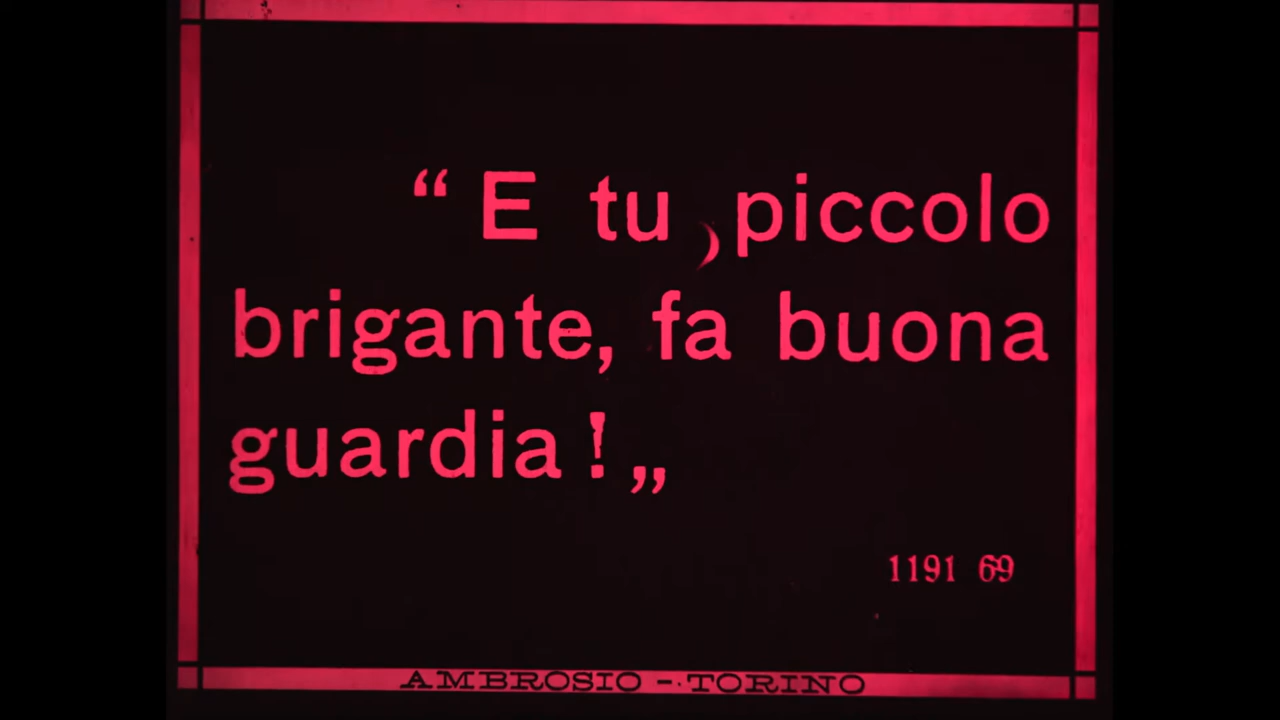 “ E tu , piccolo
brigante, fa buona
guardia ! „
1191 69
AMBROSIO - TORINO